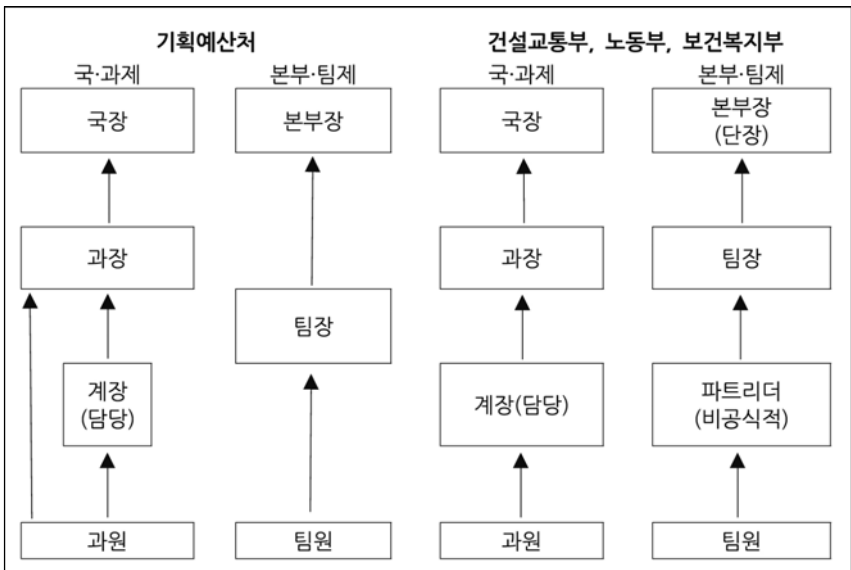 기획예산처
건설교통부, 노동부, 보건복지부
국·과제
본부·팀제
국·과제
본부·팀제
국장
본부장
국장
본부장
(단장)
과장
팀장
과장
팀장
계장
(담당)
계장(담당)
파트리더
(비공식적)
과원
팀원
과원
팀원